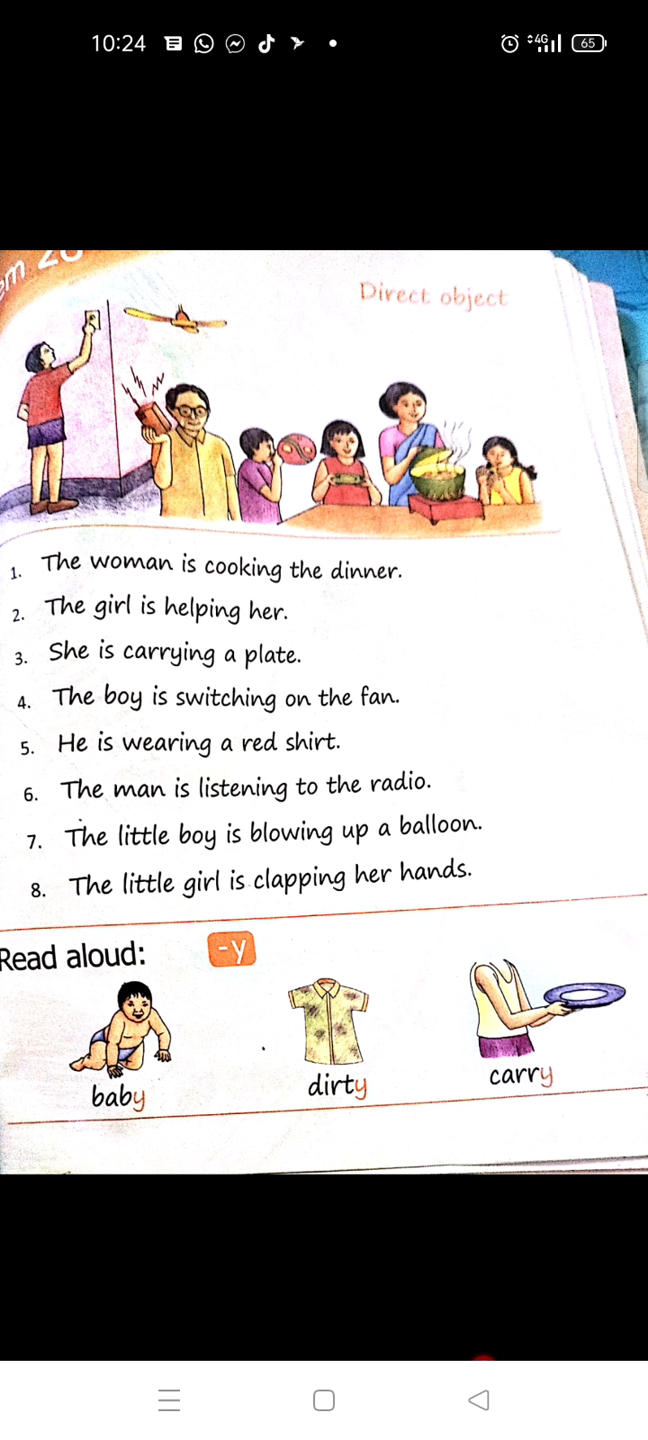 10:24
4G
65
Direct object
1. The woman is cooking the dinner.
2. The girl is helping her.
3. She is carrying a plate.
4. The boy is switching on the fan.
5. He is wearing a red shirt.
6. The man is listening to the radio.
7. The little boy is blowing up a balloon.
8. The little girl is clapping her hands.
Read aloud: -y
baby dirty carry